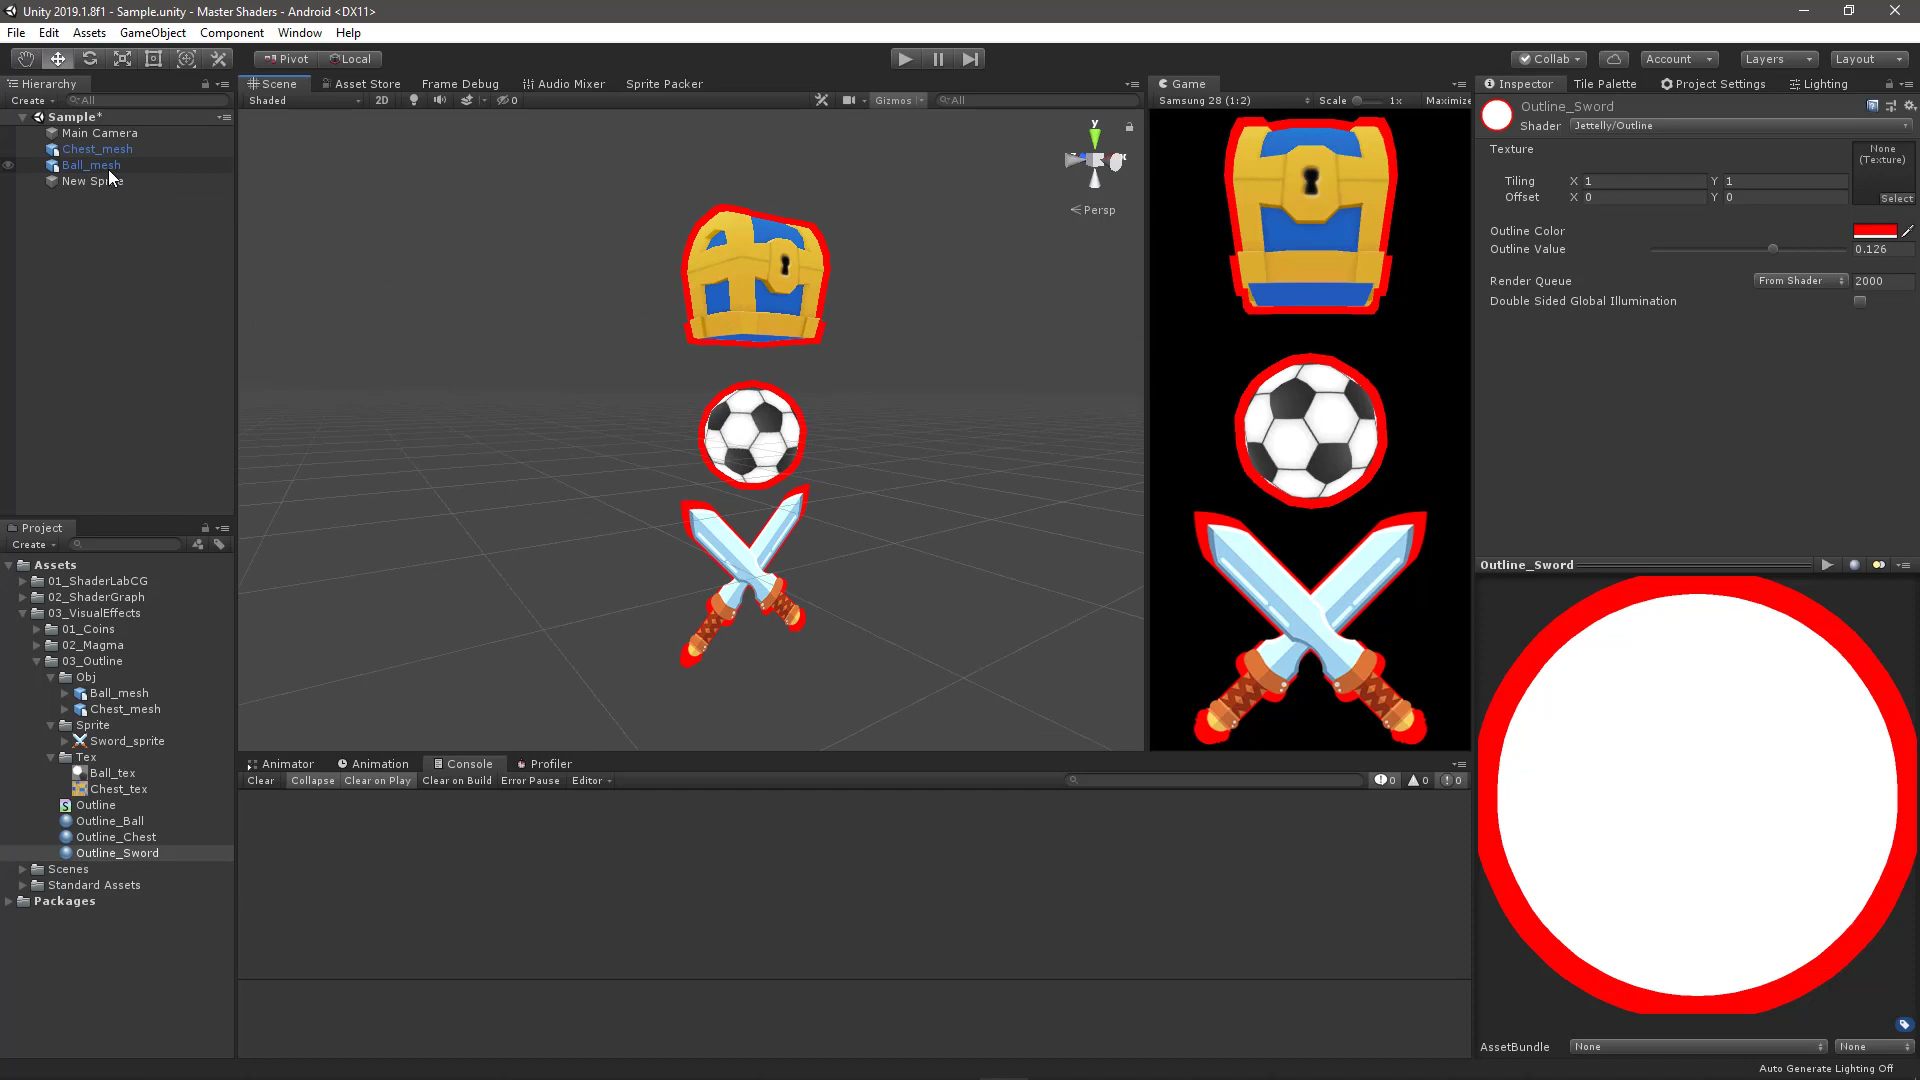 Unity 2019.1.8f1 - Sample.unity - Master Shaders - Android <DX11>
File Edit Assets GameObject Component Window Help
Pivot Local Collab Account Layers Layout
Hierarchy
Create All
Sample*
Main Camera
Chest_mesh
Ball_mesh
New Sprite
Scene Asset Store Frame Debug Audio Mixer Sprite Packer
Shaded 2D 0 Gizmos All
y
x
Persp
Game
Samsung 28 (1:2) Scale 1x Maximize
Inspector Tile Palette Project Settings Lighting
Outline_Sword
Shader Jettelly/Outline
Texture
None
(Texture)
Tiling X 1 Y 1
Offset X 0 Y 0
Select
Outline Color
Outline Value 0.126
Render Queue From Shader 2000
Double Sided Global Illumination
Project
Create
Assets
01_ShaderLabCG
02_ShaderGraph
03_VisualEffects
01_Coins
02_Magma
03_Outline
Obj
Ball_mesh
Chest_mesh
Sprite
Sword_sprite
Tex
Ball_tex
Chest_tex
Outline
Outline_Ball
Outline_Chest
Outline_Sword
Scenes
Standard Assets
Packages
Animator Animation Console Profiler
Clear Collapse Clear on Play Clear on Build Error Pause Editor 0 0 0
Outline_Sword
AssetBundle None None
Auto Generate Lighting Off